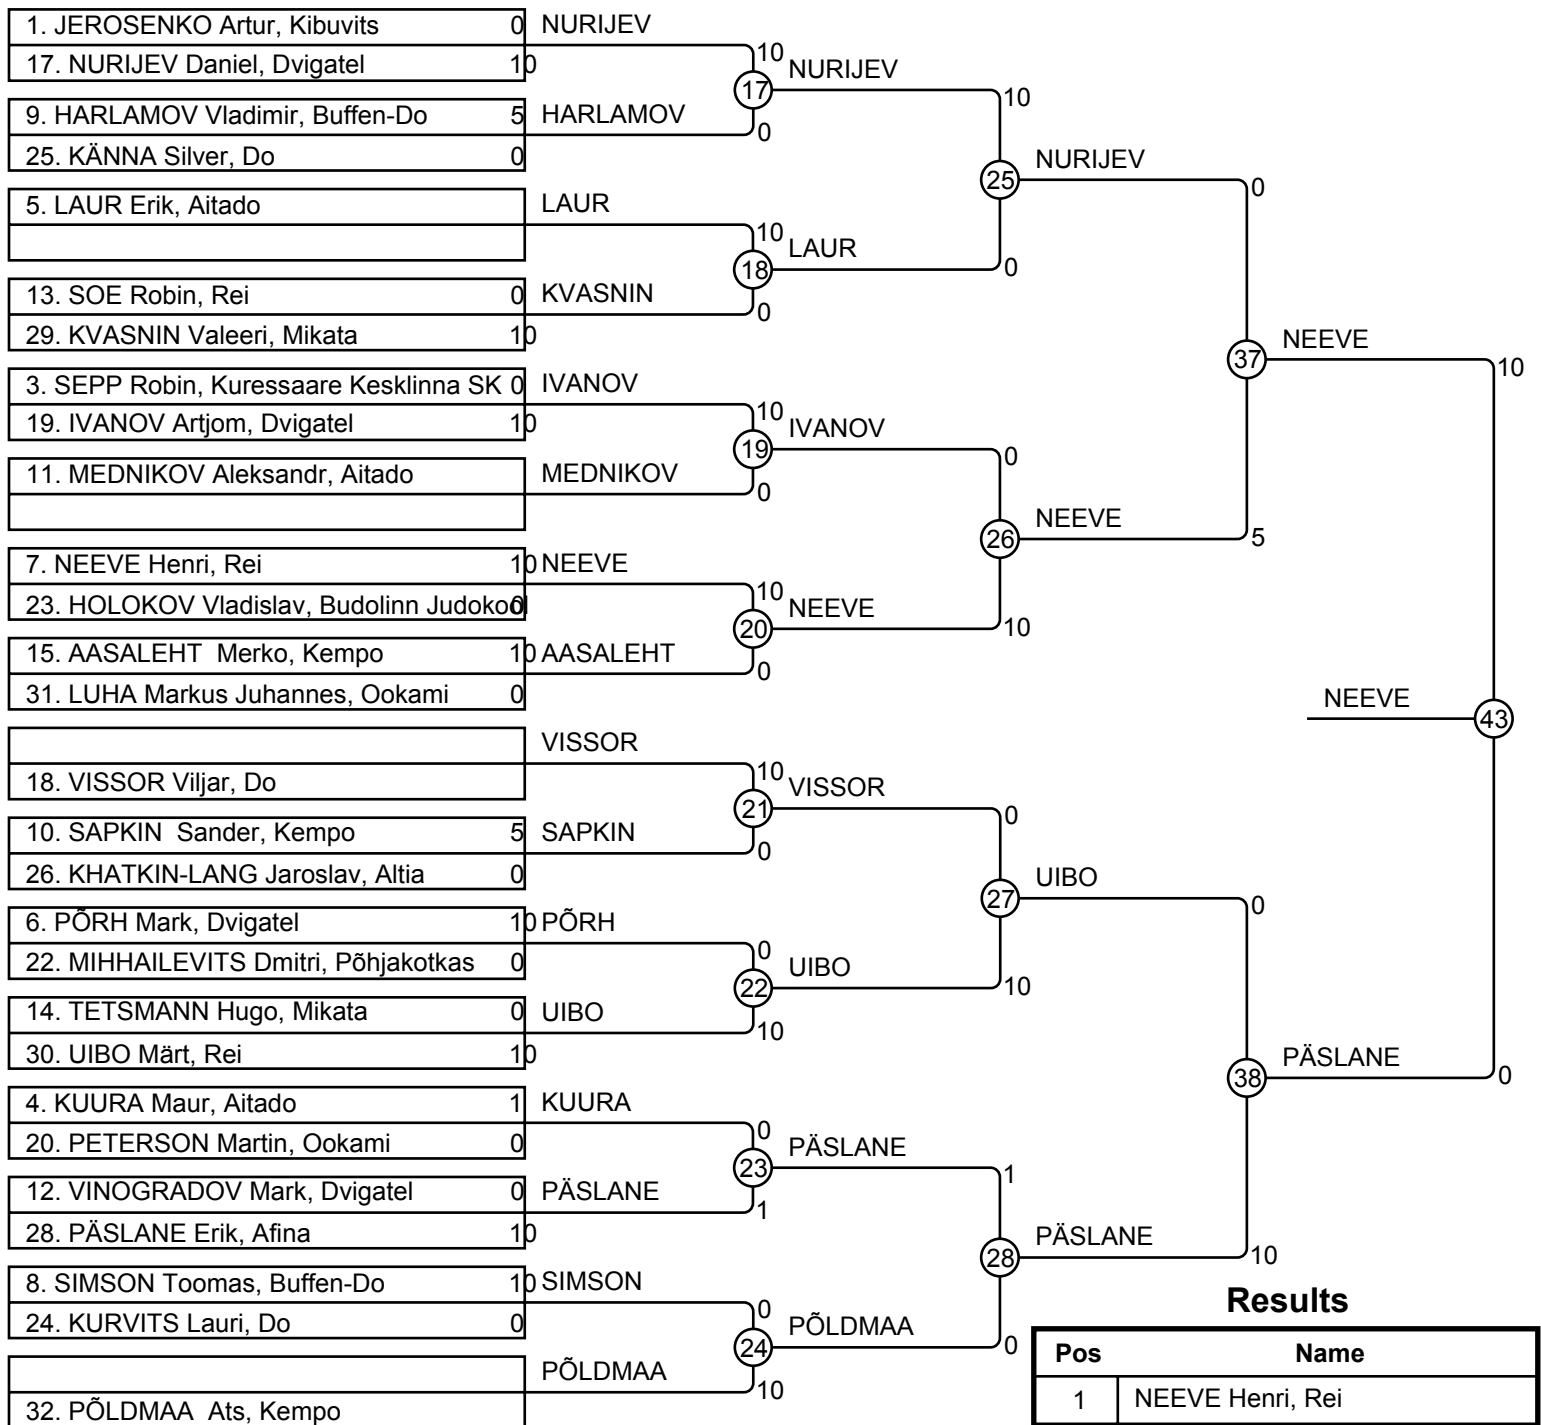 1. JEROSENKO Artur, Kibuvits 0 NURIJEV
10
17. NURIJEV Daniel, Dvigatel 10
NURIJEV
17
10
9. HARLAMOV Vladimir, Buffen-Do 5 HARLAMOV
0
25. KÄNNA Silver, Do 0
NURIJEV
25
0
5. LAUR Erik, Aitado LAUR
10
LAUR
18
0
13. SOE Robin, Rei 0 KVASNIN
0
29. KVASNIN Valeeri, Mikata 10
NEEVE
37
10
3. SEPP Robin, Kuressaare Kesklinna SK 0 IVANOV
10
19. IVANOV Artjom, Dvigatel 10
IVANOV
19
0
11. MEDNIKOV Aleksandr, Aitado MEDNIKOV
0
NEEVE
26
5
7. NEEVE Henri, Rei 10 NEEVE
10
23. HOLOKOV Vladislav, Budolinn Judokool 0
NEEVE
20
10
15. AASALEHT Merko, Kempo 10 AASALEHT
0
31. LUHA Markus Juhannes, Ookami 0
NEEVE
43
VISSOR
10
18. VISSOR Viljar, Do
VISSOR
21
0
10. SAPKIN Sander, Kempo 5 SAPKIN
0
26. KHATKIN-LANG Jaroslav, Altia 0
UIBO
27
0
6. PÕRH Mark, Dvigatel 10 PÕRH
0
22. MIHHAILEVITS Dmitri, Põhjakotkas 0
UIBO
22
10
14. TETSMANN Hugo, Mikata 0 UIBO
10
30. UIBO Märt, Rei 10
PÄSLANE
38
0
4. KUURA Maur, Aitado 1 KUURA
0
20. PETERSON Martin, Ookami 0
PÄSLANE
23
1
12. VINOGRADOV Mark, Dvigatel 0 PÄSLANE
1
28. PÄSLANE Erik, Afina 10
PÄSLANE
28
10
8. SIMSON Toomas, Buffen-Do 10 SIMSON
0
24. KURVITS Lauri, Do 0
PÕLDMAA
24
0
PÕLDMAA
10
32. PÕLDMAA Ats, Kempo
Results
Pos Name
1 NEEVE Henri, Rei